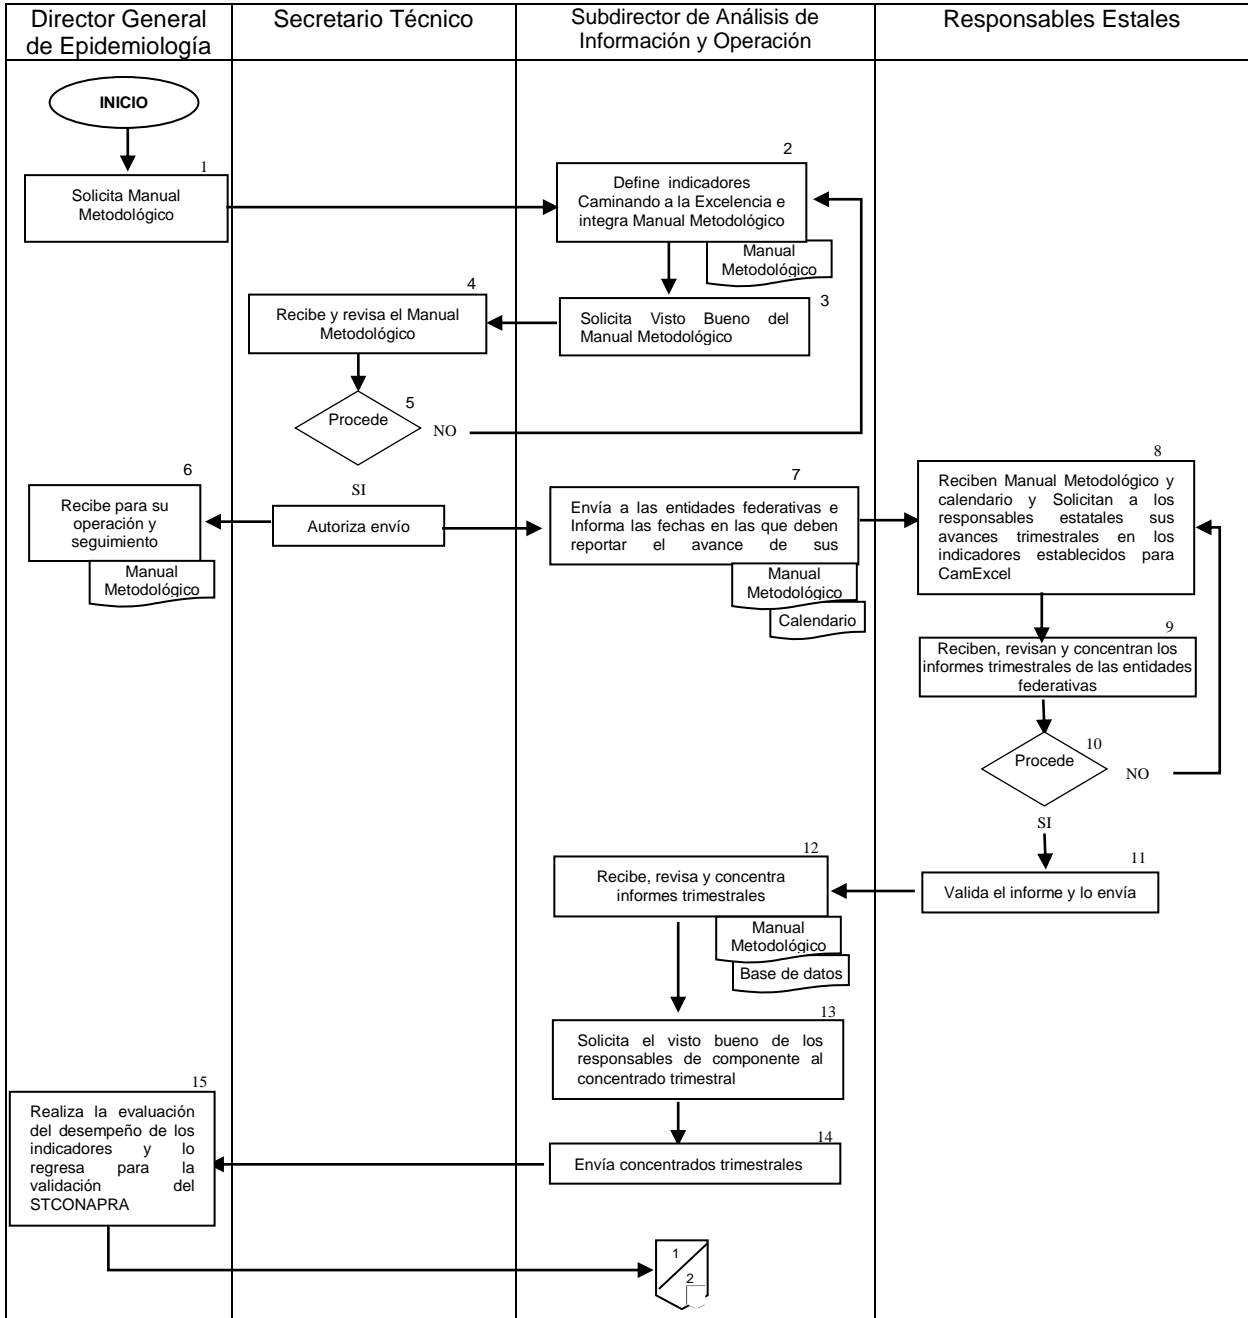 Director General
de Epidemiología
Secretario Técnico
Subdirector de Análisis de
Información y Operación
Responsables Estales
INICIO
1
Solicita Manual
Metodológico
2
Define indicadores
Caminando a la Excelencia e
integra Manual Metodológico
Manual
Metodológico
3
Solicita Visto Bueno del
Manual Metodológico
4
Recibe y revisa el Manual
Metodológico
5
Procede
NO
SI
Autoriza envío
6
Recibe para su
operación y
seguimiento
Manual
Metodológico
7
Envía a las entidades federativas e
Informa las fechas en las que deben
reportar el avance de sus
Manual
Metodológico
Calendario
8
Reciben Manual Metodológico y
calendario y Solicitan a los
responsables estatales sus
avances trimestrales en los
indicadores establecidos para
CamExcel
9
Reciben, revisan y concentran los
informes trimestrales de las entidades
federativas
10
Procede
NO
SI
11
Valida el informe y lo envía
12
Recibe, revisa y concentra
informes trimestrales
Manual
Metodológico
Base de datos
13
Solicita el visto bueno de los
responsables de componente al
concentrado trimestral
14
Envía concentrados trimestrales
15
Realiza la evaluación
del desempeño de los
indicadores y lo
regresa para la
validación del
STCONAPRA
1
2